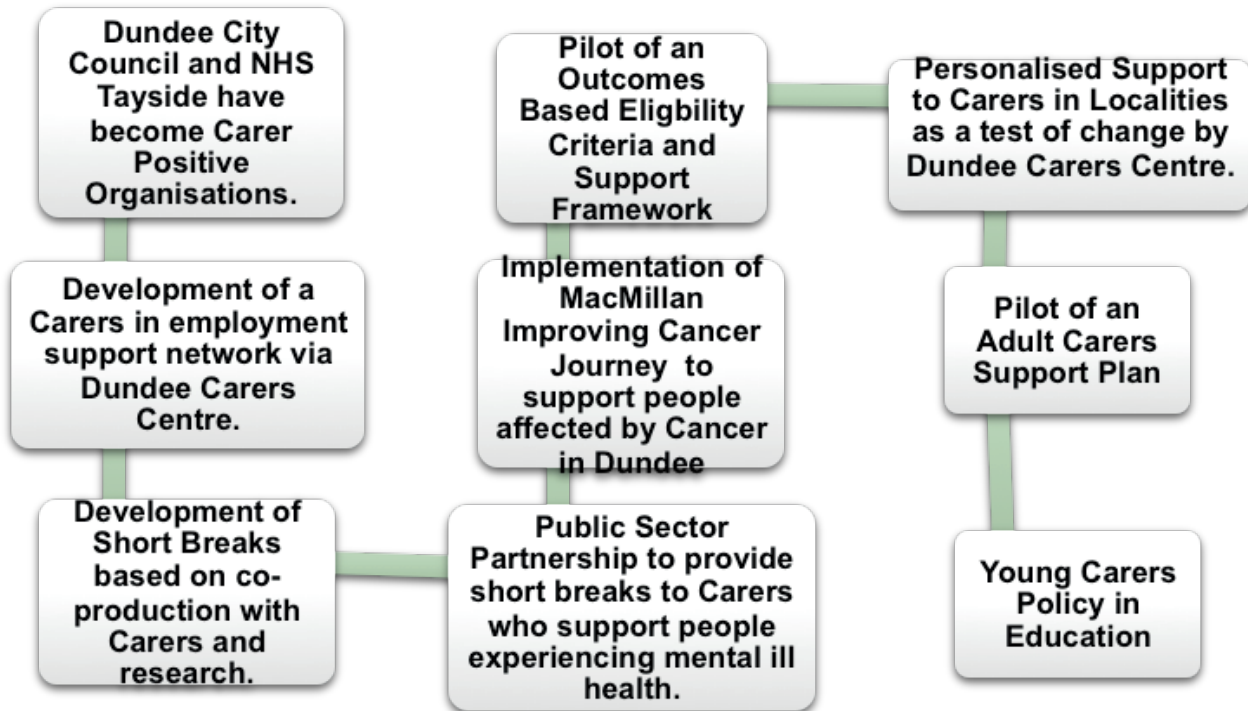 Dundee City
Council and NHS
Tayside have
become Carer
Positive
Organisations.
Development of a
Carers in employment
support network via
Dundee Carers
Centre.
Development of
Short Breaks
based on co-
production with
Carers and
research.
Public Sector
Partnership to provide
short breaks to Carers
who support people
experiencing mental ill
health.
Implementation of
MacMillan
Improving Cancer
Journey to
support people
affected by Cancer
in Dundee
Pilot of an
Outcomes
Based Eligbility
Criteria and
Support
Framework
Personalised Support
to Carers in Localities
as a test of change by
Dundee Carers Centre.
Pilot of an
Adult Carers
Support Plan
Young Carers
Policy in
Education